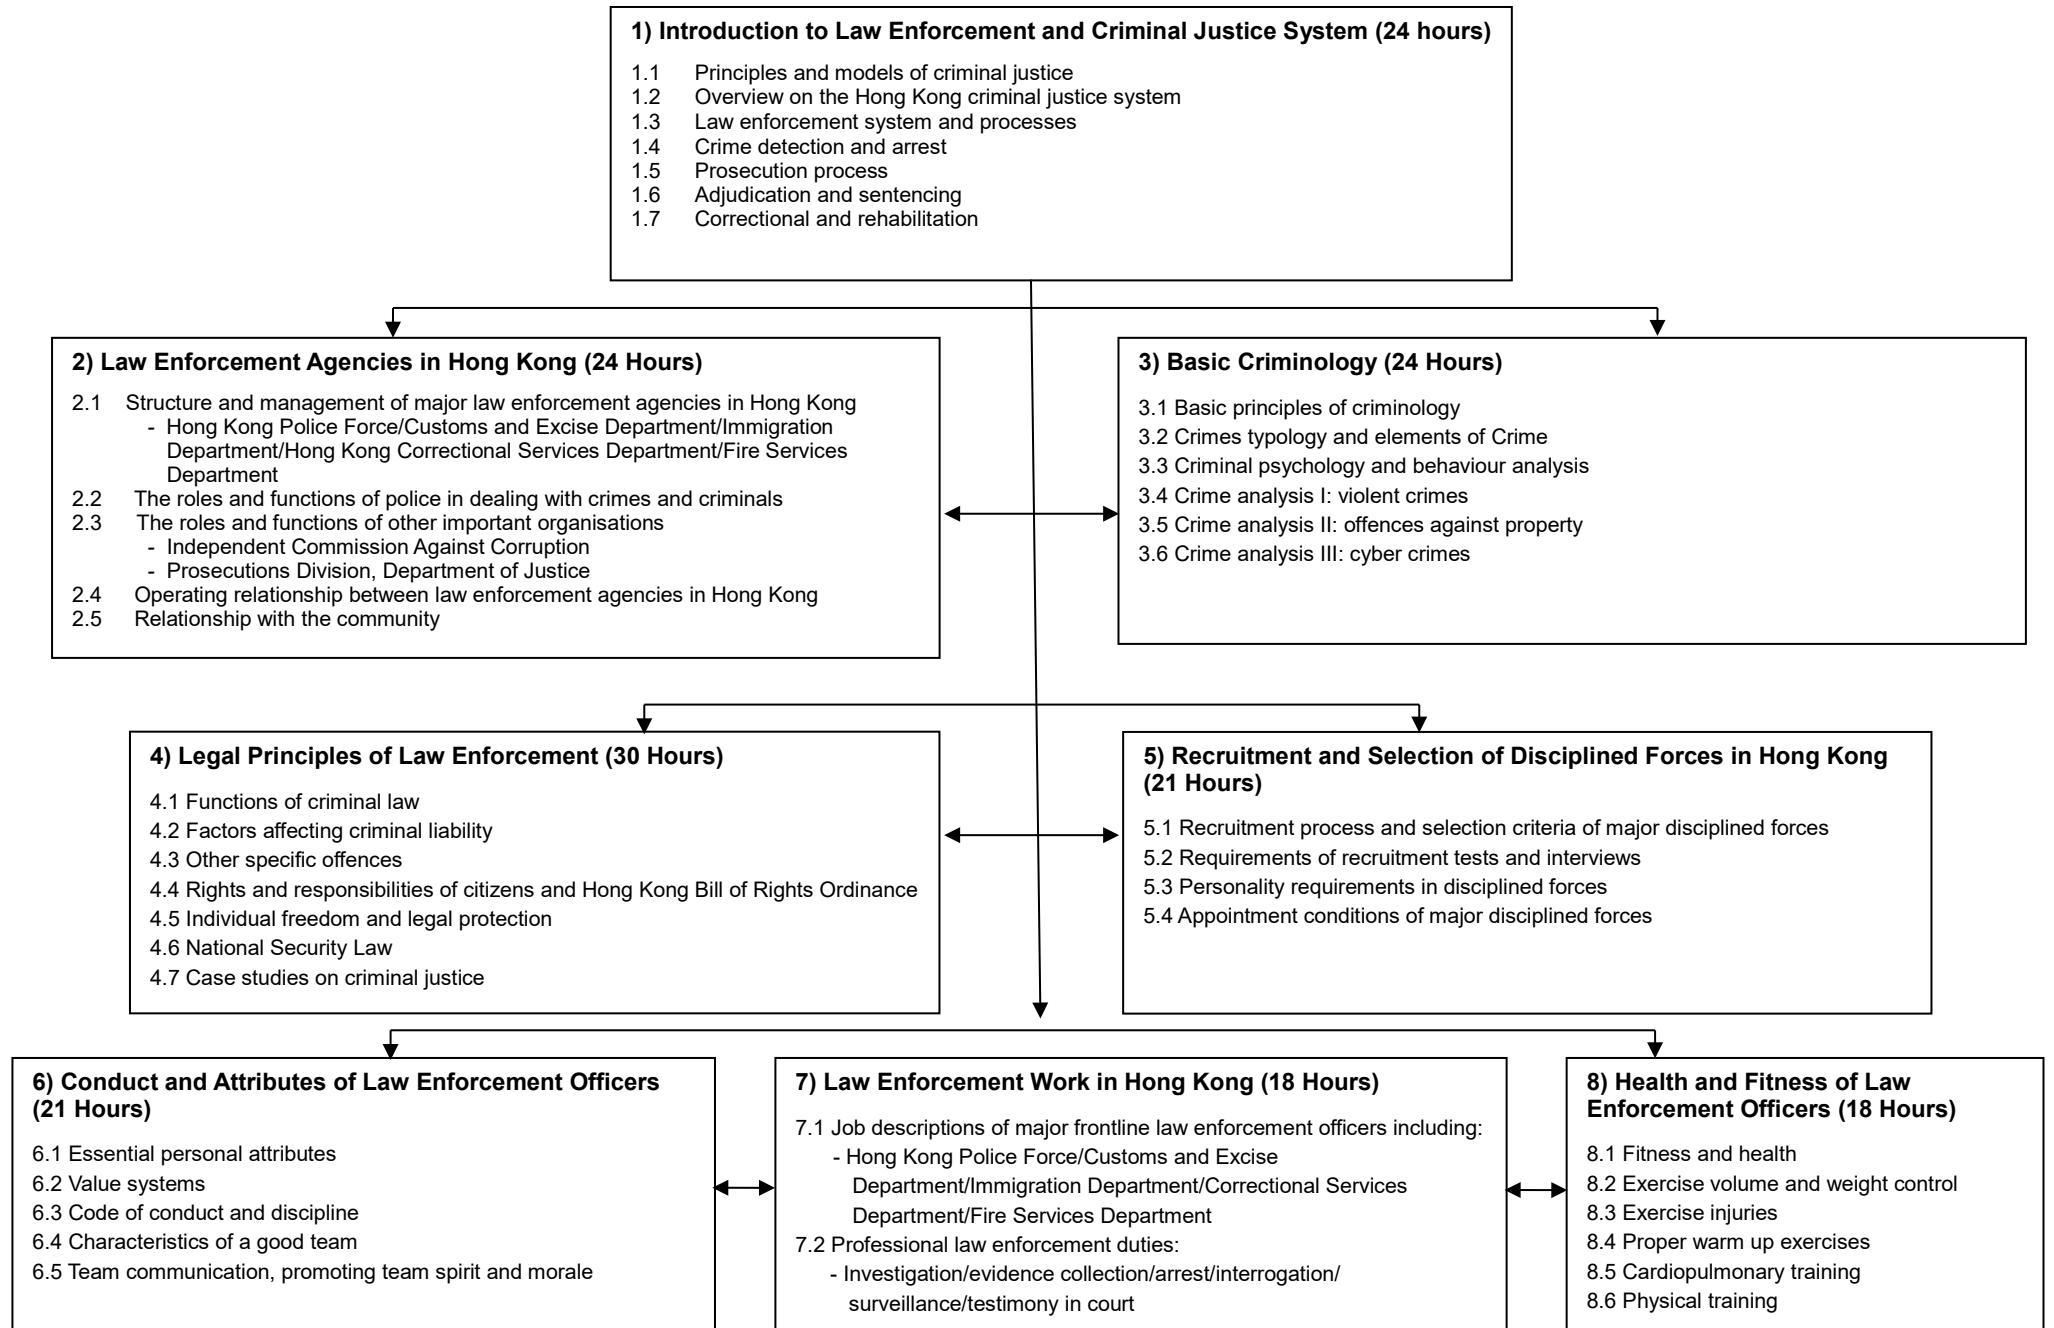 1) Introduction to Law Enforcement and Criminal Justice System (24 hours)
1.1 Principles and models of criminal justice
1.2 Overview on the Hong Kong criminal justice system
1.3 Law enforcement system and processes
1.4 Crime detection and arrest
1.5 Prosecution process
1.6 Adjudication and sentencing
1.7 Correctional and rehabilitation
2) Law Enforcement Agencies in Hong Kong (24 Hours)
2.1 Structure and management of major law enforcement agencies in Hong Kong
- Hong Kong Police Force/Customs and Excise Department/Immigration
Department/Hong Kong Correctional Services Department/Fire Services
Department
2.2 The roles and functions of police in dealing with crimes and criminals
2.3 The roles and functions of other important organisations
- Independent Commission Against Corruption
- Prosecutions Division, Department of Justice
2.4 Operating relationship between law enforcement agencies in Hong Kong
2.5 Relationship with the community
3) Basic Criminology (24 Hours)
3.1 Basic principles of criminology
3.2 Crimes typology and elements of Crime
3.3 Criminal psychology and behaviour analysis
3.4 Crime analysis I: violent crimes
3.5 Crime analysis II: offences against property
3.6 Crime analysis III: cyber crimes
4) Legal Principles of Law Enforcement (30 Hours)
4.1 Functions of criminal law
4.2 Factors affecting criminal liability
4.3 Other specific offences
4.4 Rights and responsibilities of citizens and Hong Kong Bill of Rights Ordinance
4.5 Individual freedom and legal protection
4.6 National Security Law
4.7 Case studies on criminal justice
5) Recruitment and Selection of Disciplined Forces in Hong Kong
(21 Hours)
5.1 Recruitment process and selection criteria of major disciplined forces
5.2 Requirements of recruitment tests and interviews
5.3 Personality requirements in disciplined forces
5.4 Appointment conditions of major disciplined forces
6) Conduct and Attributes of Law Enforcement Officers
(21 Hours)
6.1 Essential personal attributes
6.2 Value systems
6.3 Code of conduct and discipline
6.4 Characteristics of a good team
6.5 Team communication, promoting team spirit and morale
7) Law Enforcement Work in Hong Kong (18 Hours)
7.1 Job descriptions of major frontline law enforcement officers including:
- Hong Kong Police Force/Customs and Excise
Department/Immigration Department/Correctional Services
Department/Fire Services Department
7.2 Professional law enforcement duties:
- Investigation/evidence collection/arrest/interrogation/
surveillance/testimony in court
8) Health and Fitness of Law
Enforcement Officers (18 Hours)
8.1 Fitness and health
8.2 Exercise volume and weight control
8.3 Exercise injuries
8.4 Proper warm up exercises
8.5 Cardiopulmonary training
8.6 Physical training